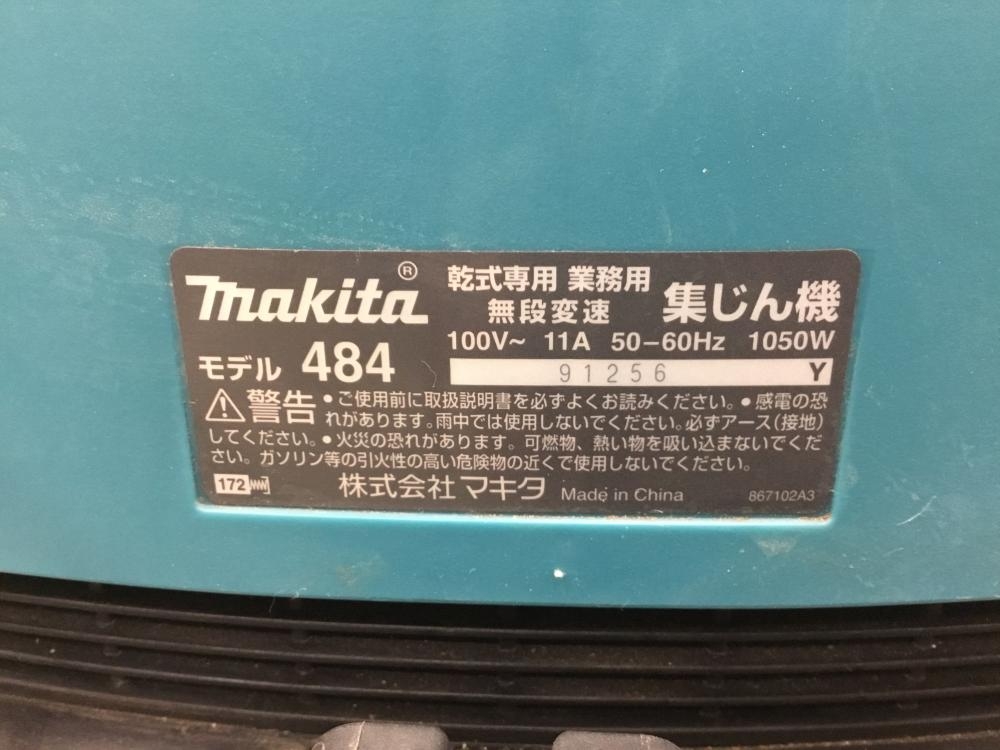 makita®
乾式専用 業務用
無段変速
集じん機
100V~ 11A 50-60Hz 1050W
モデル 484
91256 Y
警告 ●ご使用前に取扱説明書を必ずよくお読みください。●感電の恐
れがあります。雨中では使用しないでください。必ずアース(接地)
してください。●火災の恐れがあります。可燃物、熱い物を吸い込まないでくだ
さい。ガソリン等の引火性の高い危険物の近くで使用しないでください。
172
株式会社 マキタ Made in China 867102A3